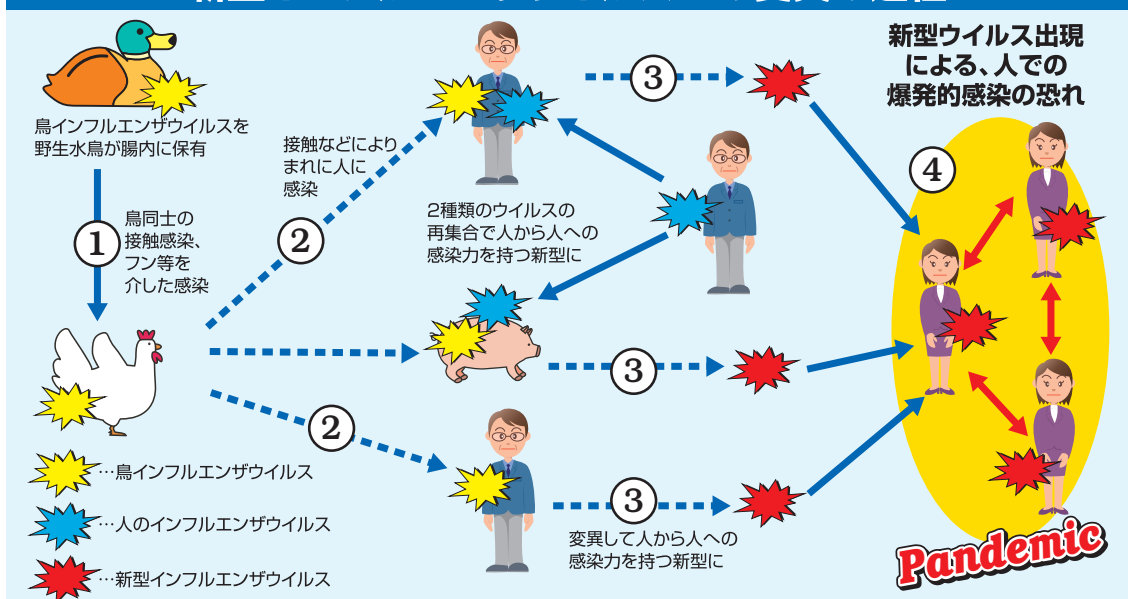 新型ウイルス出現
による、人での
爆発的感染の恐れ
鳥インフルエンザウイルスを
野生水鳥が腸内に保有
接触などにより
まれに人に
感染
1
鳥同士の
接触感染、
フン等を
介した感染
2
3
4
2種類のウイルスの
再集合で人から人への
感染力を持つ新型に
3
2
3
変異して人から人への
感染力を持つ新型に
…鳥インフルエンザウイルス
…人のインフルエンザウイルス
…新型インフルエンザウイルス
Pandemic